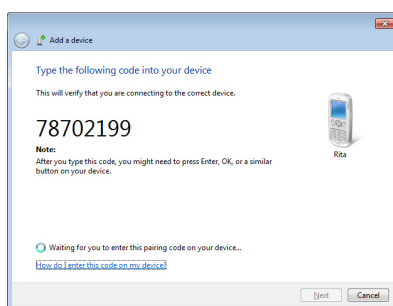 Add a device
Type the following code into your device
This will verify that you are connecting to the correct device.
78702199
Note:
After you type this code, you might need to press Enter, OK, or a similar
button on your device.
Rita
Waiting for you to enter this pairing code on your device...
How do I enter this code on my device?
Next
Cancel